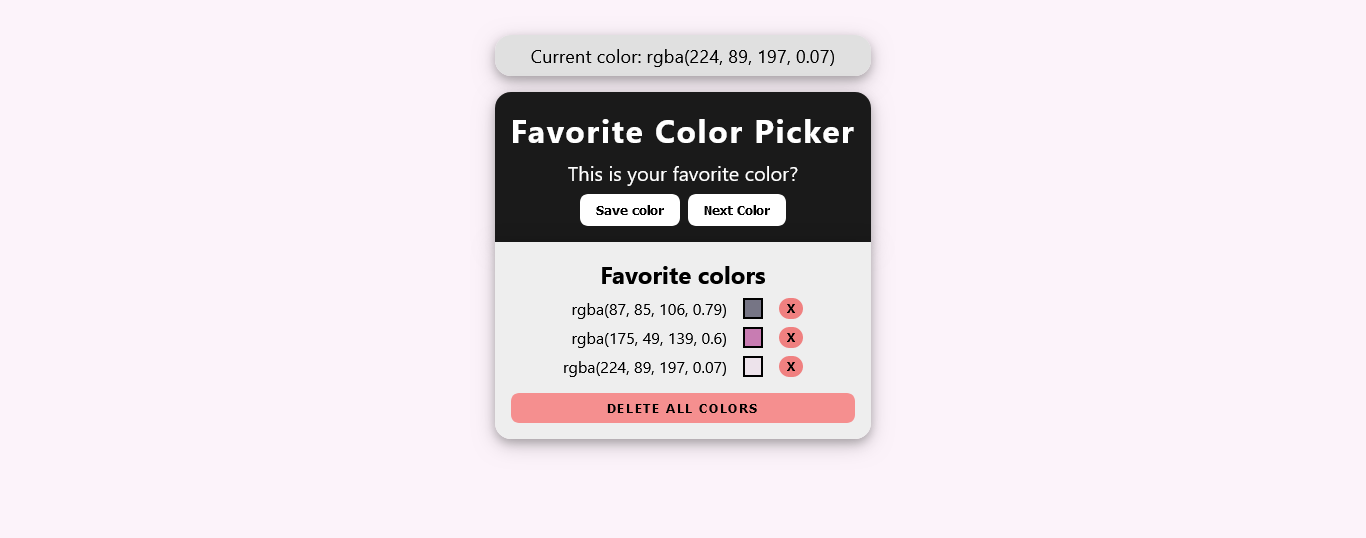 Current color: rgba(224, 89, 197, 0.07)
Favorite Color Picker
This is your favorite color?
Save color Next Color
Favorite colors
rgba(87, 85, 106, 0.79) X
rgba(175, 49, 139, 0.6) X
rgba(224, 89, 197, 0.07) X
DELETE ALL COLORS